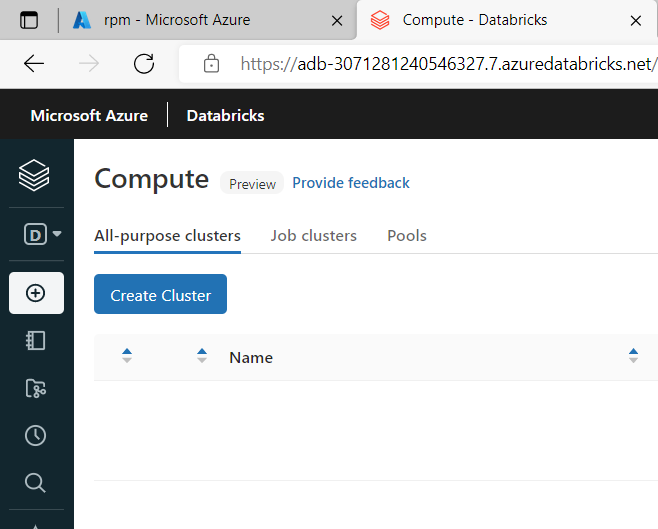 rpm - Microsoft Azure
Compute - Databricks
https://adb-3071281240546327.7.azuredatabricks.net/
Microsoft Azure
Databricks
Compute
Preview
Provide feedback
D
All-purpose clusters
Job clusters
Pools
Create Cluster
Name